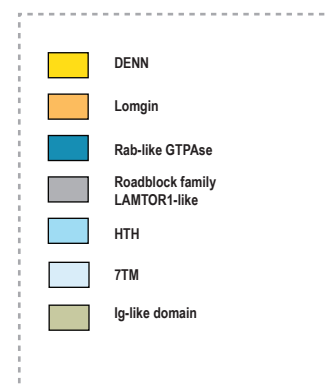 DENN
Lomgin
Rab-like GTPAse
Roadblock family
LAMTOR1-like
HTH
7TM
Ig-like domain